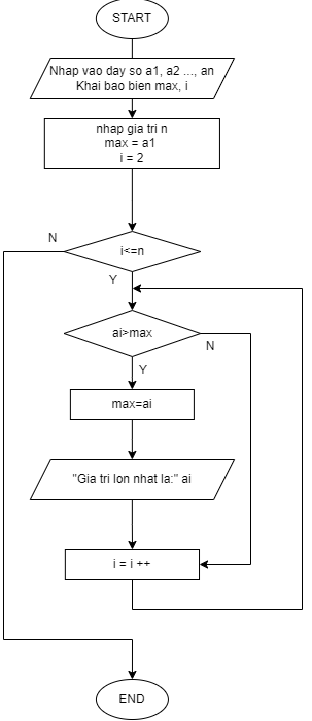 START
Nhap vao day so a1, a2 ..., an
Khai bao bien max, i
nhap gia tri n
max = a1
i = 2
N
i<=n
Y
ai>max
N
Y
max=ai
"Gia tri lon nhat la:" ai
i = i ++
END